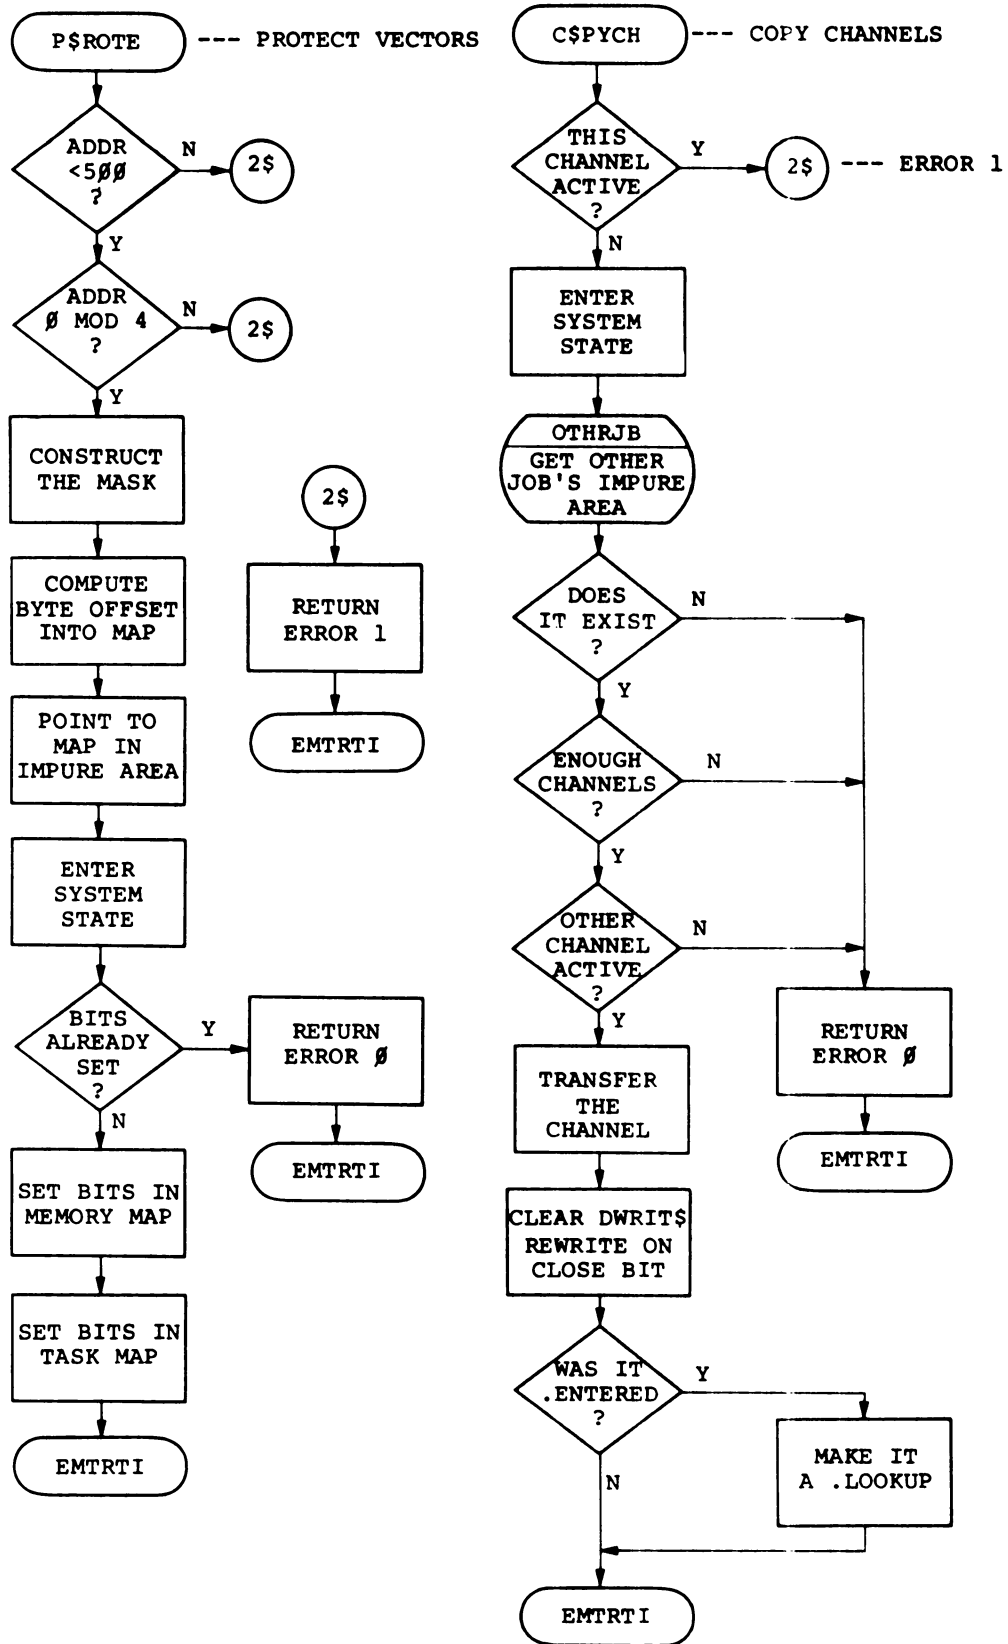 P$ROTE --- PROTECT VECTORS
ADDR
<5ØØ
?
N
2$
Y
ADDR
Ø MOD 4
?
N
2$
Y
CONSTRUCT
THE MASK
COMPUTE
BYTE OFFSET
INTO MAP
POINT TO
MAP IN
IMPURE AREA
ENTER
SYSTEM
STATE
BITS
ALREADY
SET
?
Y
RETURN
ERROR Ø
EMTRTI
N
SET BITS IN
MEMORY MAP
SET BITS IN
TASK MAP
EMTRTI
2$
RETURN
ERROR 1
EMTRTI
C$PYCH --- COPY CHANNELS
THIS
CHANNEL
ACTIVE
?
Y
2$ --- ERROR 1
N
ENTER
SYSTEM
STATE
OTHRJB
GET OTHER
JOB'S IMPURE
AREA
DOES
IT EXIST
?
N
Y
ENOUGH
CHANNELS
?
N
Y
OTHER
CHANNEL
ACTIVE
?
N
Y
RETURN
ERROR Ø
EMTRTI
TRANSFER
THE
CHANNEL
CLEAR DWRIT$
REWRITE ON
CLOSE BIT
WAS IT
.ENTERED
?
Y
MAKE IT
A .LOOKUP
N
EMTRTI